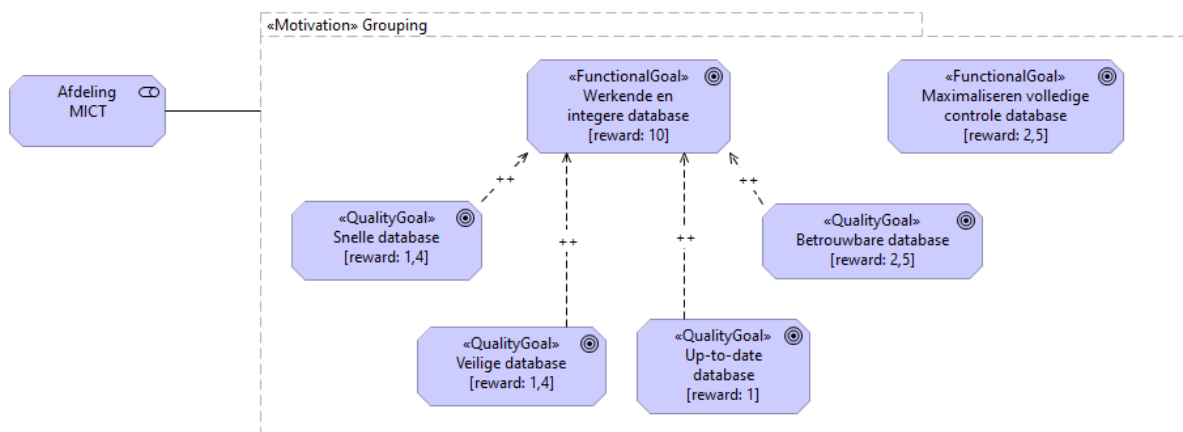 «Motivation» Grouping
Afdeling
MICT
«FunctionalGoal»
Werkende en
integere database
[reward: 10]
«FunctionalGoal»
Maximaliseren volledige
controle database
[reward: 2,5]
++
++
++
++
«QualityGoal»
Snelle database
[reward: 1,4]
«QualityGoal»
Betrouwbare database
[reward: 2,5]
«QualityGoal»
Veilige database
[reward: 1,4]
«QualityGoal»
Up-to-date
database
[reward: 1]